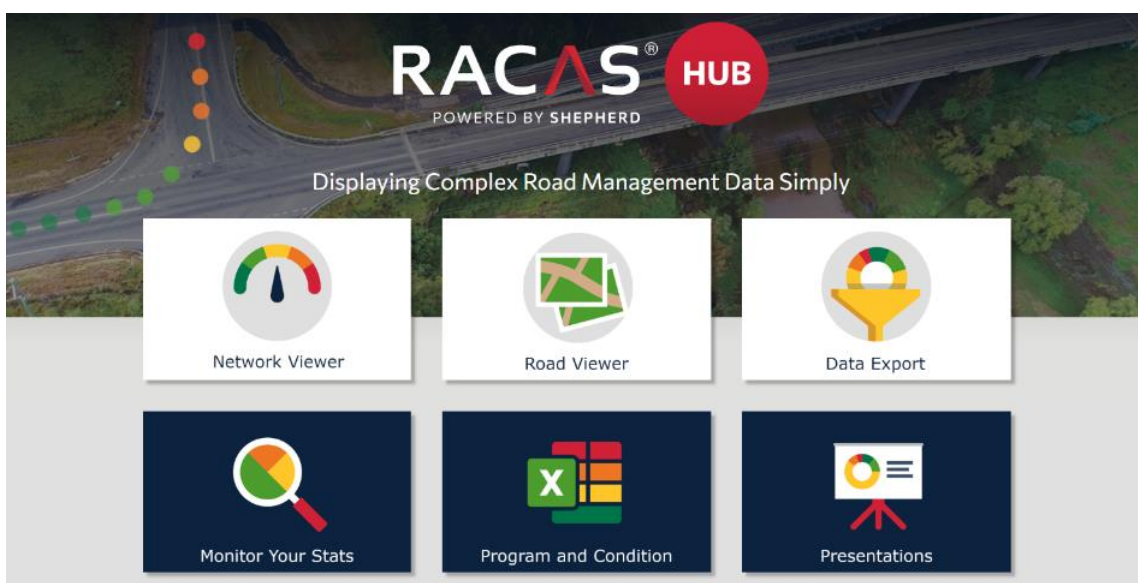 RACAS® HUB
POWERED BY SHEPHERD
Displaying Complex Road Management Data Simply
Network Viewer
Road Viewer
Data Export
X
Monitor Your Stats
Program and Condition
Presentations